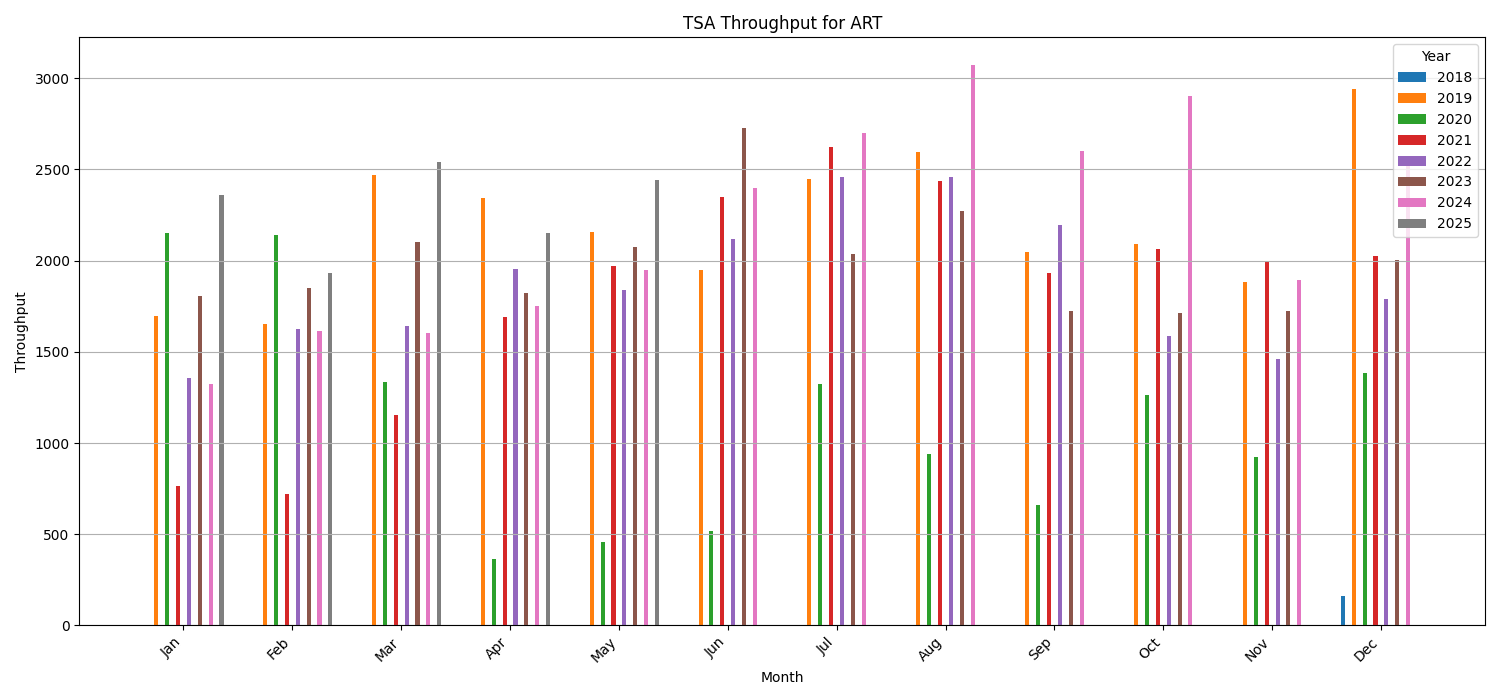 TSA Throughput for ART
Throughput
3000
2500
2000
1500
1000
500
0
Year
2018
2019
2020
2021
2022
2023
2024
2025
Jan
Feb
Mar
Apr
May
Jun
Jul
Aug
Sep
Oct
Nov
Dec
Month